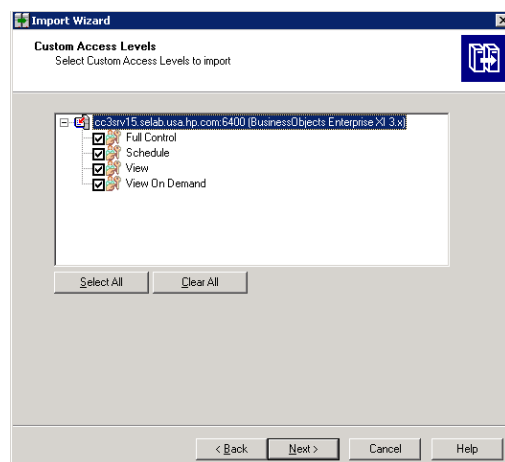 Import Wizard
Custom Access Levels
Select Custom Access Levels to import
cc3srv15.selab.usa.hp.com:6400 (BusinessObjects Enterprise XI 3.x)
Full Control
Schedule
View
View On Demand
Select All Clear All
< Back Next > Cancel Help